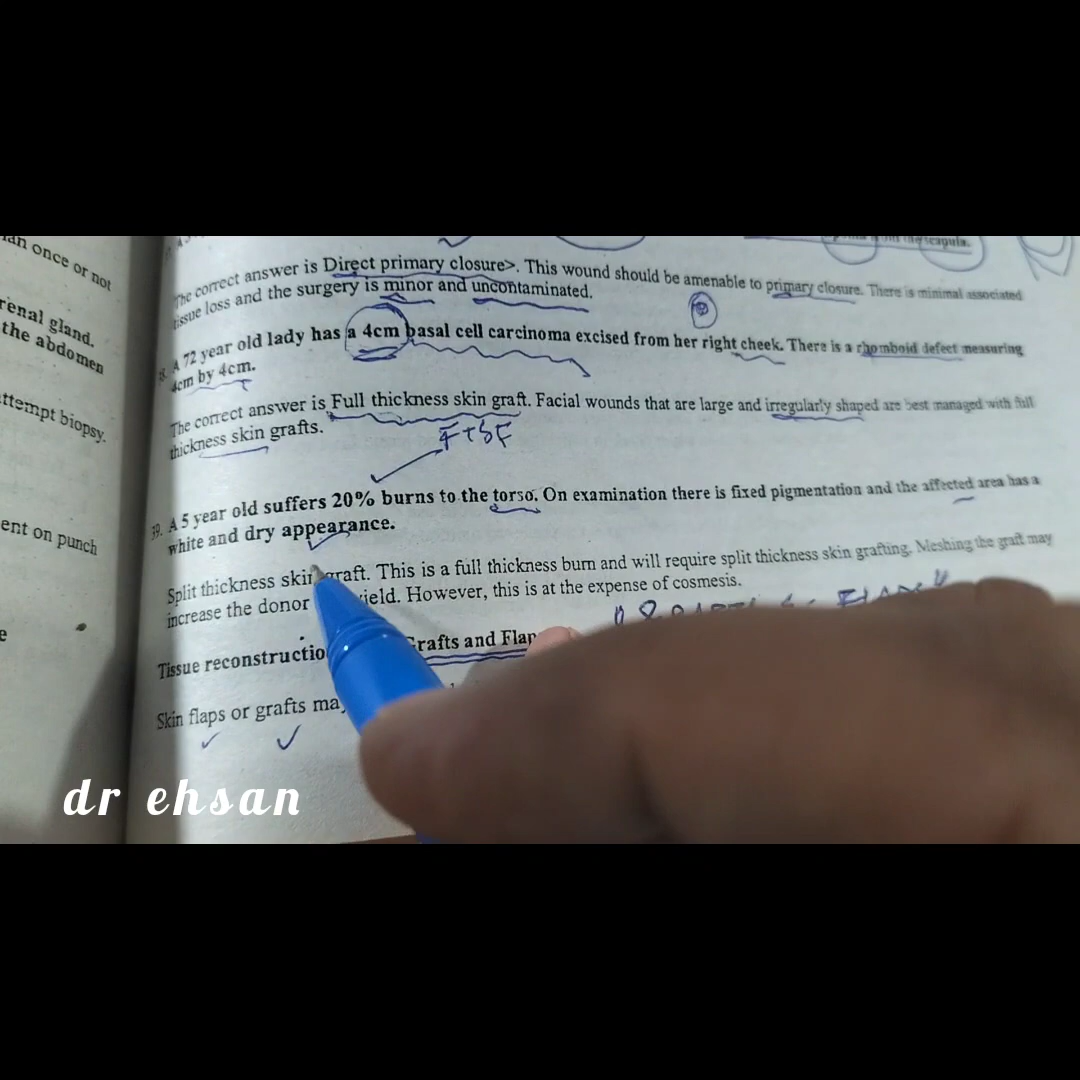 an once or not
renal gland.
the abdomen
ttempt biopsy.
ent on punch
e
the scapula.
The correct answer is Direct primary closure>. This wound should be amenable to primary closure. There is minimal associated
tissue loss and the surgery is minor and uncontaminated.
A 72 year old lady has a 4cm basal cell carcinoma excised from her right cheek. There is a rhomboid defect measuring
4cm by 4cm.
The correct answer is Full thickness skin graft. Facial wounds that are large and irregularly shaped are best managed with full
thickness skin grafts.
39. A 5 year old suffers 20% burns to the torso. On examination there is fixed pigmentation and the affected area has a
white and dry appearance.
Split thickness skin graft. This is a full thickness burn and will require split thickness skin grafting. Meshing the graft may
increase the donor yield. However, this is at the expense of cosmesis.
Tissue reconstructio rafts and Flap
Skin flaps or grafts may
dr ehsan